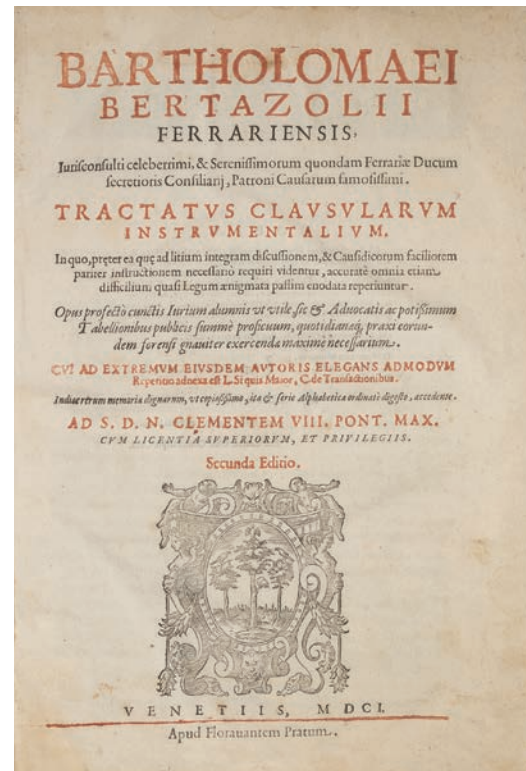 BARTHOLOMAEI
BERTAZOLII
FERRARIENSIS,
Iurisconsulti celeberrimi, & Serenissimorum quondam Ferrariæ Ducum
secretioris Consiliarij, Patroni Causarum famosissimi.
TRACTATVS CLAVSVLARVM
INSTRVMENTALIVM.
In quo, pręter ea quę ad litium integram discussionem, & Causidicorum faciliorem
pariter instructionem necessariò requiri videntur, accuratè omnia etiam
difficilium quasi Legum ænigmata passim enodata reperiuntur.
Opus profectò cunctis Iurium alumnis vt vtile, sic & Aduocatis ac potissimum
Tabellionibus publicis summè proficuum, quotidianaq́; praxi eorun-
dem forensi gnauiter exercenda maximè necessarium.
CVI AD EXTREMVM EIVSDEM AVTORIS ELEGANS ADMODVM
Repetitio adnexa est L. Si quis Maior, C. de Transactionibus.
Indice rerum memoria dignarum, vt copiosissimo, ita & serie Alphabetica ordinatè digesto, accedente.
AD S. D. N. CLEMENTEM VIII. PONT. MAX.
CVM LICENTIA SVPERIORVM, ET PRIVILEGIIS.
Secunda Editio.
VENETIIS, MDCI.
Apud Florauantem Pratum.